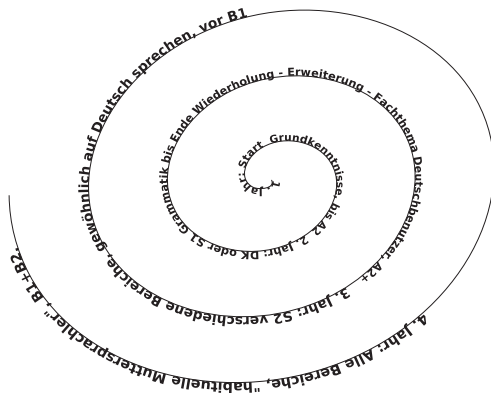 1. Jahr: Start Grundkenntnisse, bis A2
2. Jahr: DK oder S1 Grammatik bis Ende Wiederholung - Erweiterung - Fachthema Deutschbenutzer, A2+
3. Jahr: S2 verschiedene Bereiche, gewöhnlich auf Deutsch sprechen, vor B1
4. Jahr: Alle Bereiche, "habituelle Muttersprachler", B1+B2.